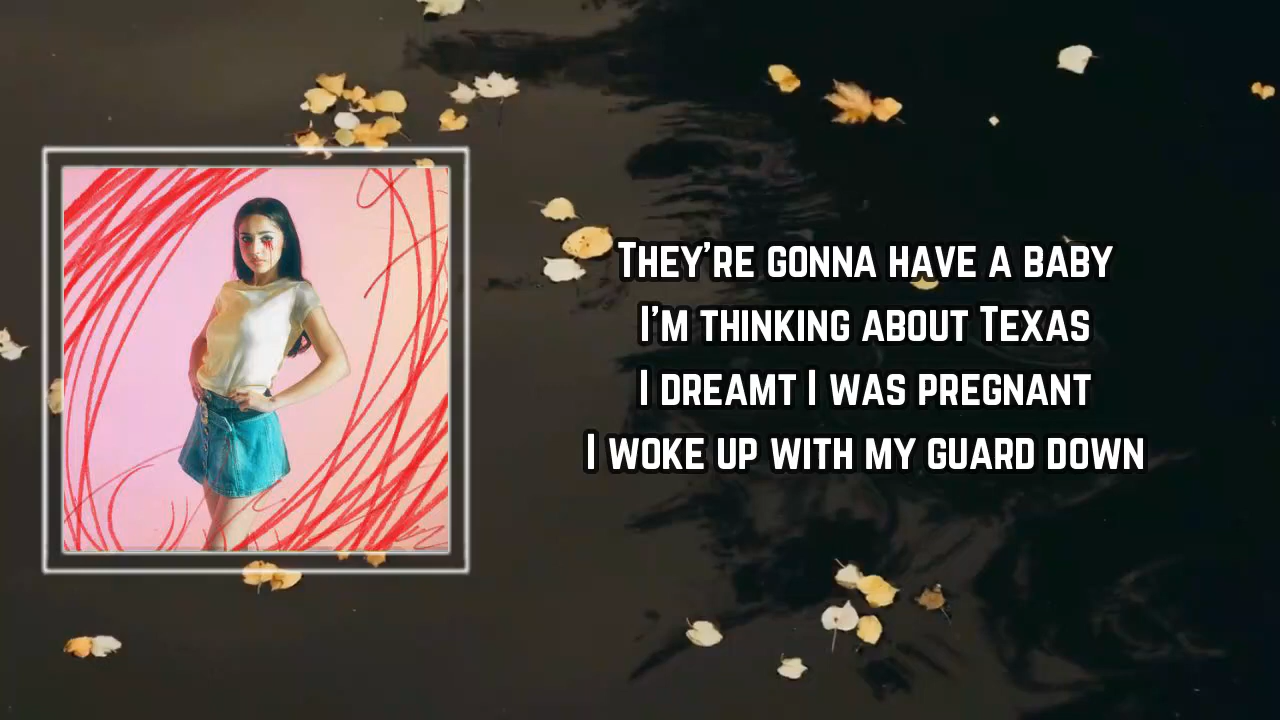 They're gonna have a baby
I'm thinking about Texas
I dreamt I was pregnant
I woke up with my guard down